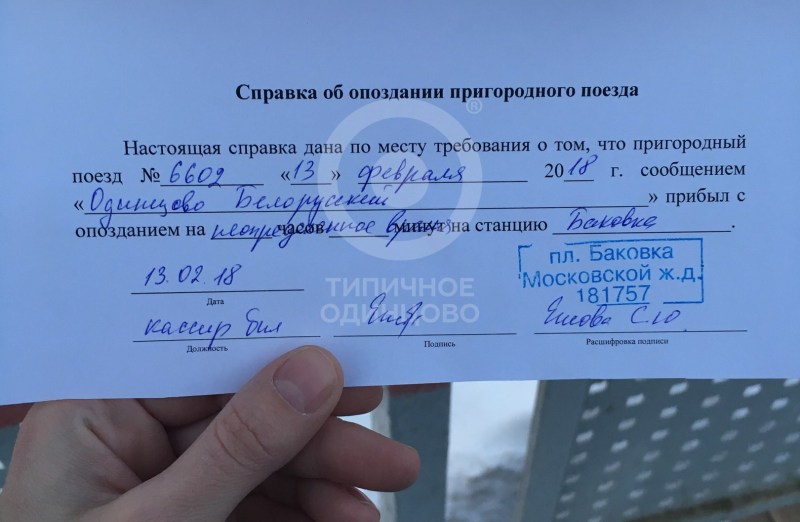 Справка об опоздании пригородного поезда
®
Настоящая справка дана по месту требования о том, что пригородный
поезд № 6602 «13» февраля 2018 г. сообщением
«Одинцово Белорусский» прибыл с
опозданием на неопределенное часов время минут на станцию Баковка.
13.02.18
Дата
пл. Баковка
Московской ж.д.
181757
ТИПИЧНОЕ
ОДИНЦОВО
кассир бил
Должность
Подпись
С.Ю.
Расшифровка подписи